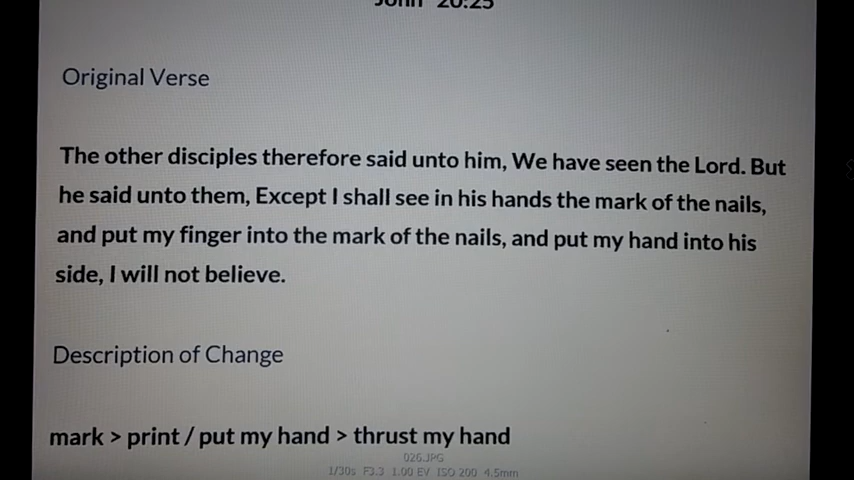 John 20:25
Original Verse
The other disciples therefore said unto him, We have seen the Lord. But
he said unto them, Except I shall see in his hands the mark of the nails,
and put my finger into the mark of the nails, and put my hand into his
side, I will not believe.
Description of Change
mark > print / put my hand > thrust my hand
026.JPG
1/30s F3.3 1.00 EV ISO 200 4.5mm